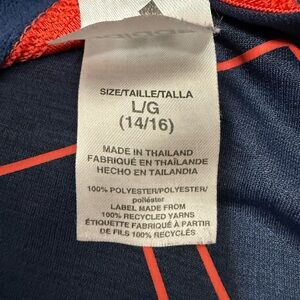 SIZE/TAILLE/TALLA
L/G
(14/16)
MADE IN THAILAND
FABRIQUÉ EN THAÏLANDE
HECHO EN TAILANDIA
100% POLYESTER/POLYESTER/
poliéster
LABEL MADE FROM
100% RECYCLED YARNS
ÉTIQUETTE FABRIQUÉ À PARTIR
DE FILS 100% RECYCLÉS